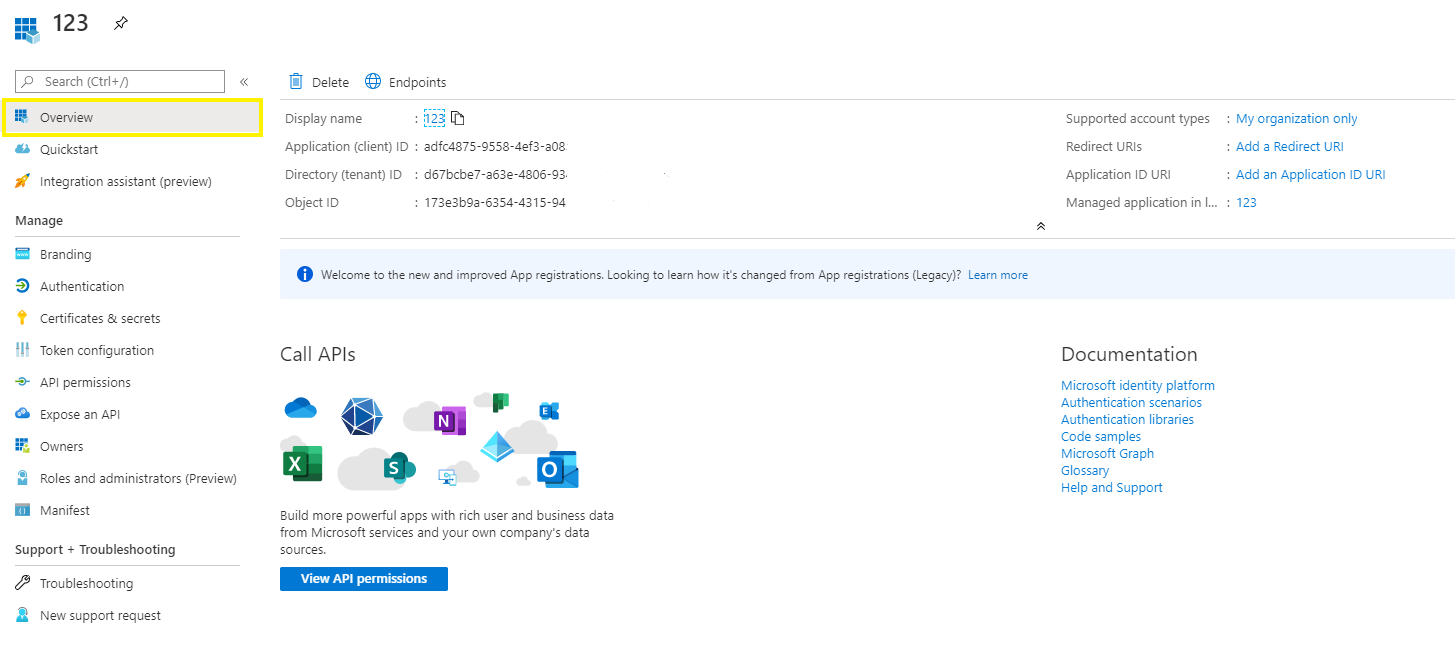 123
Search (Ctrl+/)
«
Overview
Quickstart
Integration assistant (preview)
Manage
Branding
Authentication
Certificates & secrets
Token configuration
API permissions
Expose an API
Owners
Roles and administrators (Preview)
Manifest
Support + Troubleshooting
Troubleshooting
New support request
Delete Endpoints
Display name : 123
Application (client) ID : adfc4875-9558-4ef3-a08
Directory (tenant) ID : d67bcbe7-a63e-4806-93
Object ID : 173e3b9a-6354-4315-94
Supported account types : My organization only
Redirect URIs : Add a Redirect URI
Application ID URI : Add an Application ID URI
Managed application in l... : 123
Welcome to the new and improved App registrations. Looking to learn how it's changed from App registrations (Legacy)? Learn more
Call APIs
N
E
X
S
O
Build more powerful apps with rich user and business data
from Microsoft services and your own company's data
sources.
View API permissions
Documentation
Microsoft identity platform
Authentication scenarios
Authentication libraries
Code samples
Microsoft Graph
Glossary
Help and Support